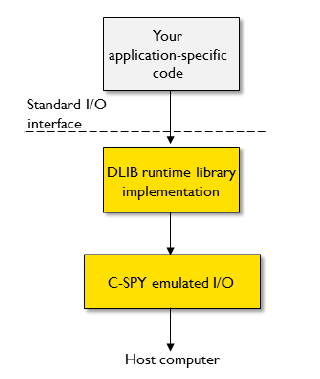 Your
application-specific
code
Standard I/O
interface
DLIB runtime library
implementation
C-SPY emulated I/O
Host computer